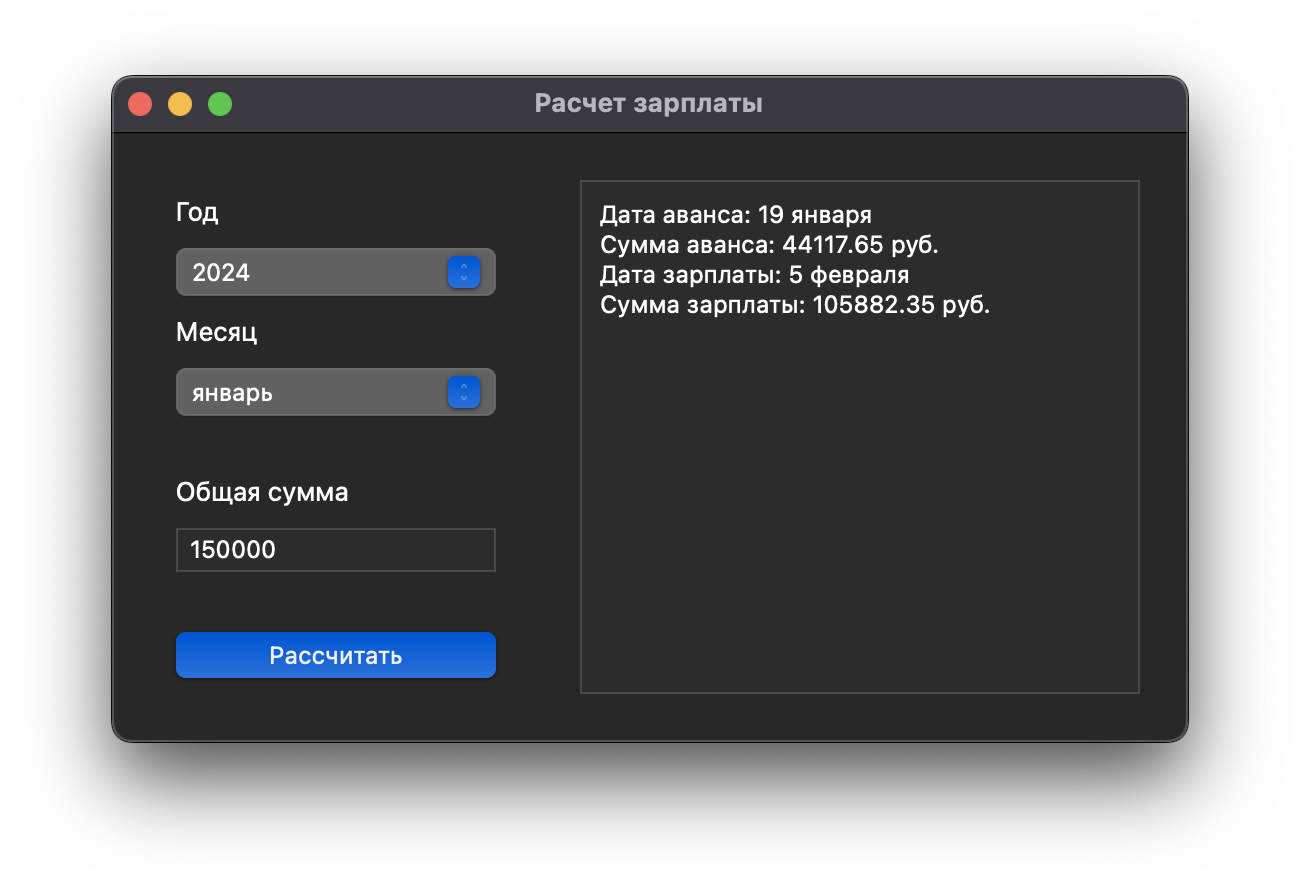 Расчет зарплаты
Год
2024
Месяц
январь
Общая сумма
150000
Рассчитать
Дата аванса: 19 января
Сумма аванса: 44117.65 руб.
Дата зарплаты: 5 февраля
Сумма зарплаты: 105882.35 руб.